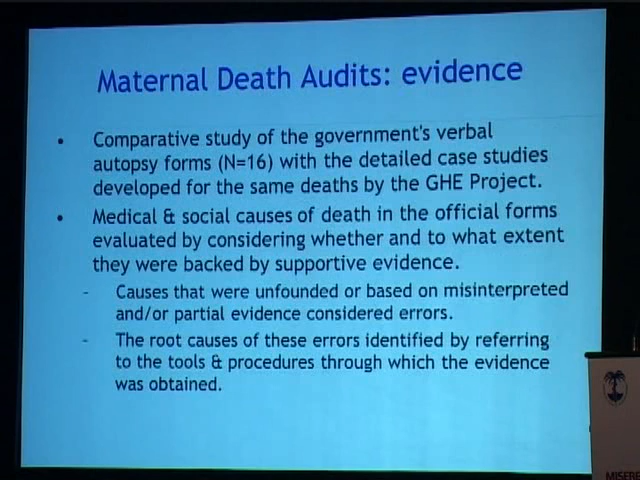 Maternal Death Audits: evidence
• Comparative study of the government's verbal
autopsy forms (N=16) with the detailed case studies
developed for the same deaths by the GHE Project.
• Medical & social causes of death in the official forms
evaluated by considering whether and to what extent
they were backed by supportive evidence.
- Causes that were unfounded or based on misinterpreted
and/or partial evidence considered errors.
- The root causes of these errors identified by referring
to the tools & procedures through which the evidence
was obtained.